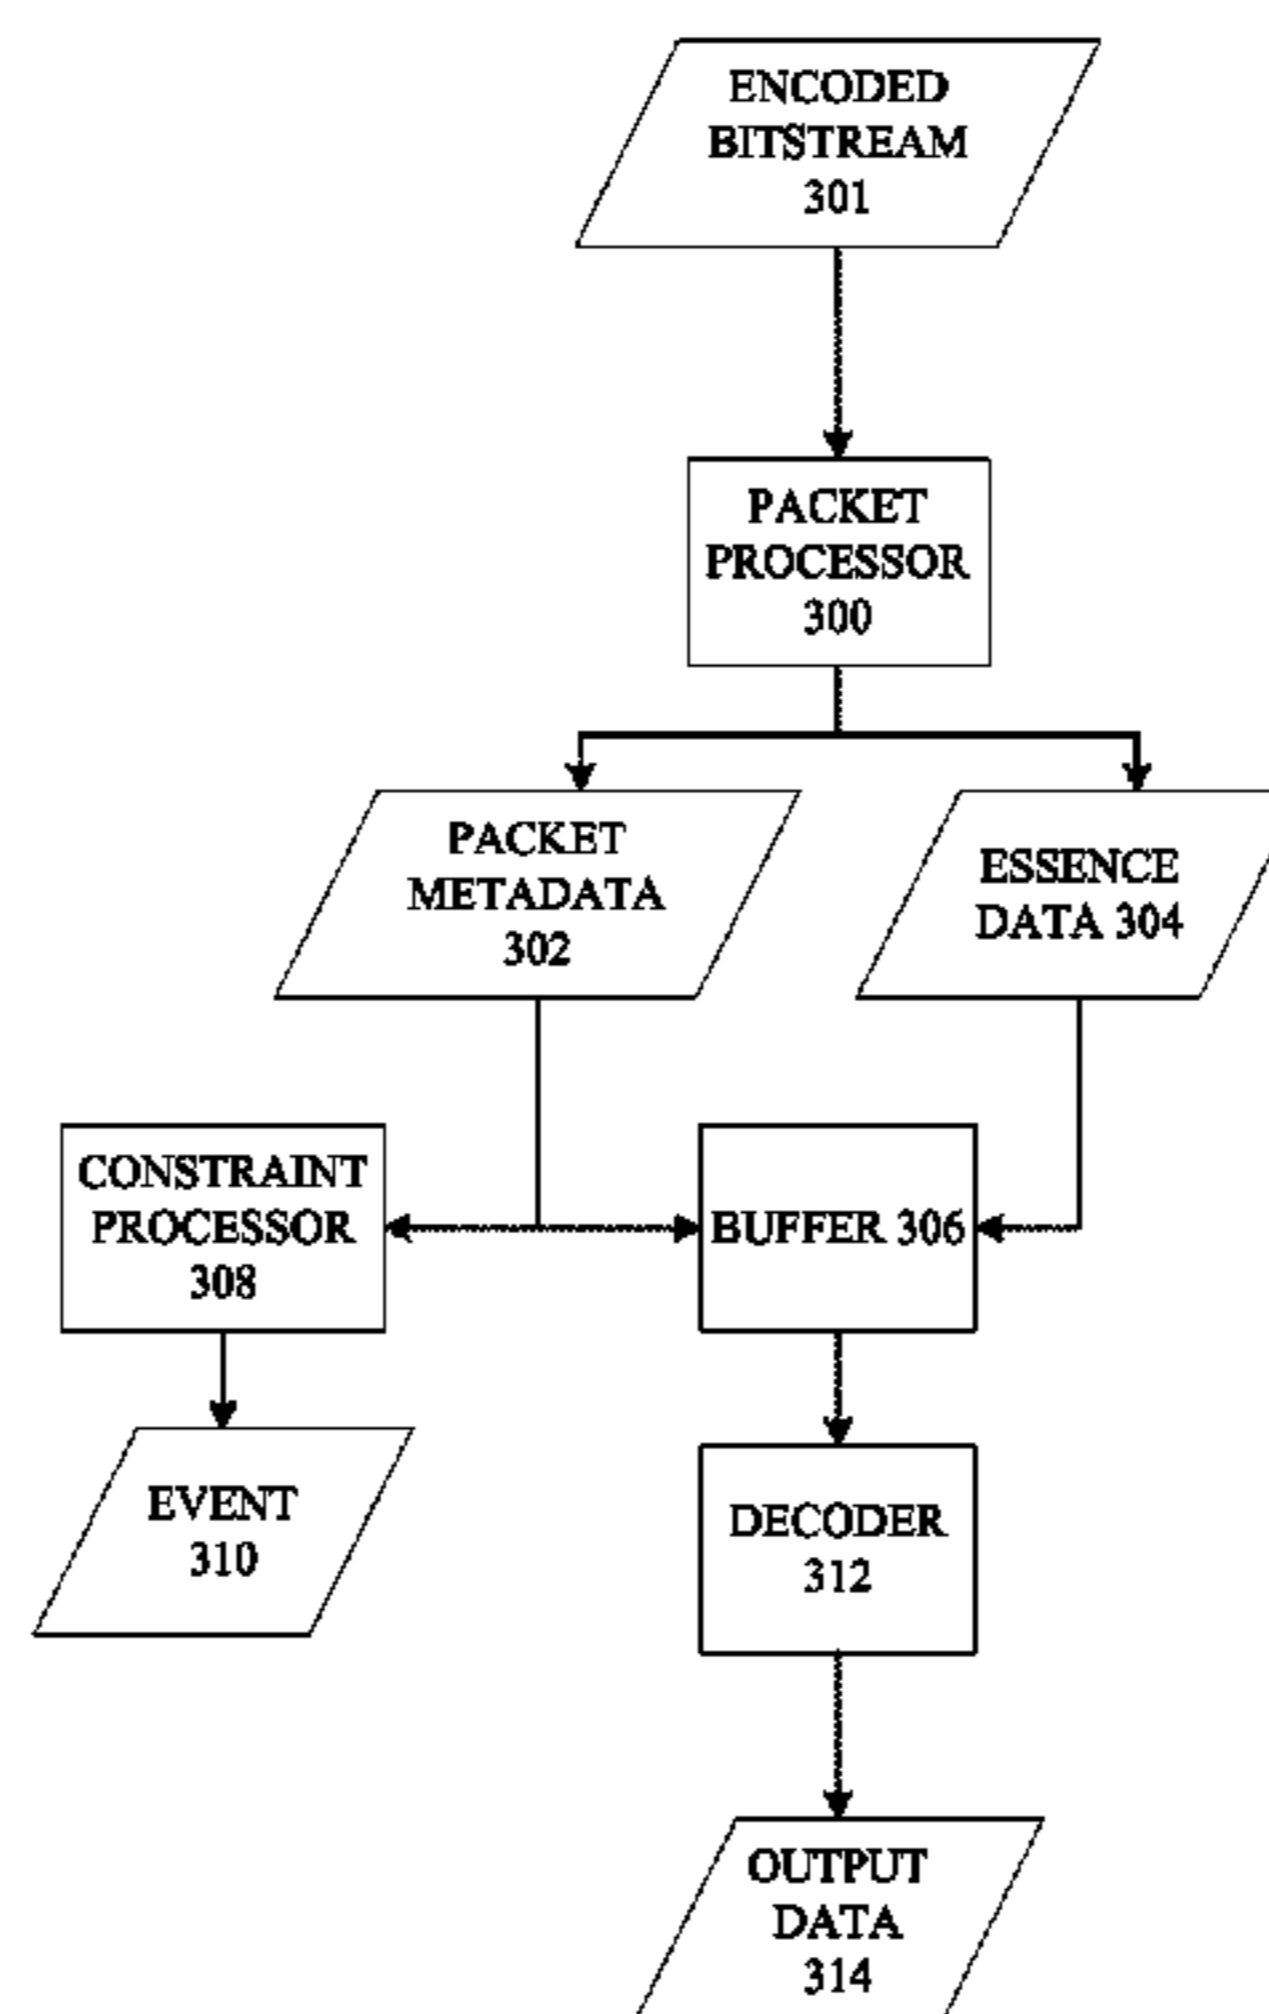 ENCODED
BITSTREAM
301
PACKET
PROCESSOR
300
PACKET
METADATA
302
ESSENCE
DATA 304
CONSTRAINT
PROCESSOR
308
BUFFER 306
EVENT
310
DECODER
312
OUTPUT
DATA
314